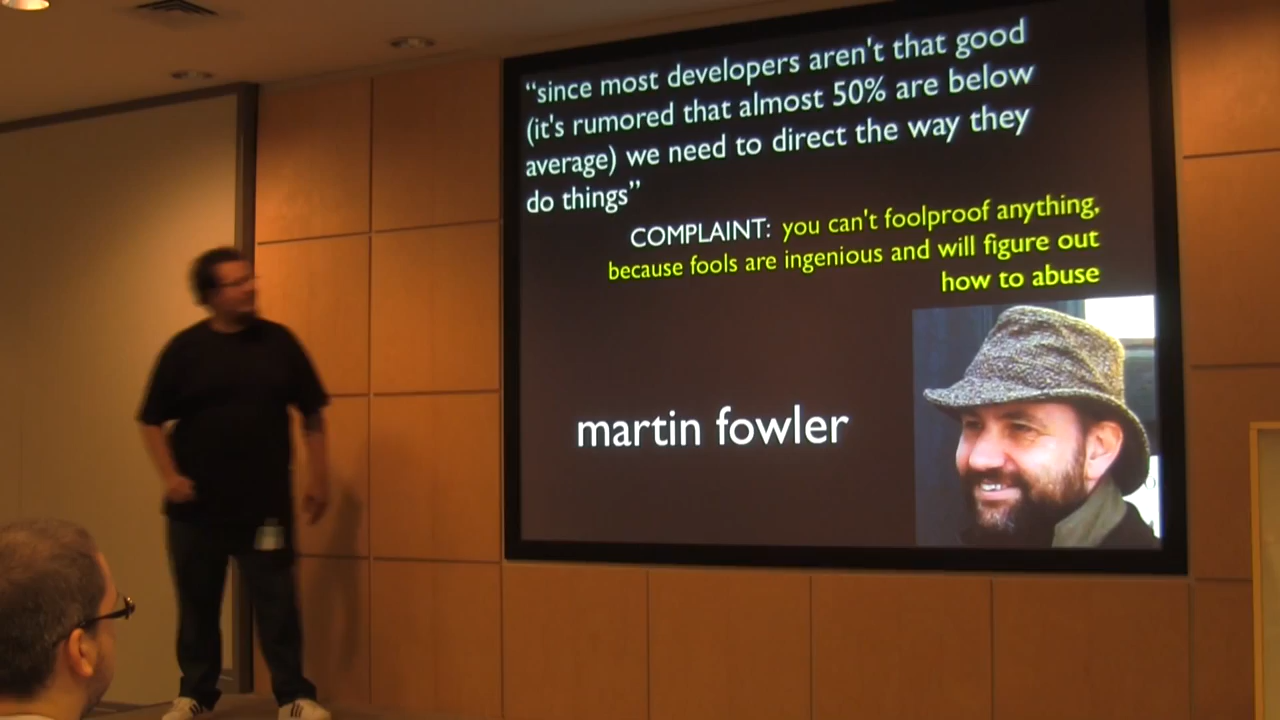 “since most developers aren't that good
(it's rumored that almost 50% are below
average) we need to direct the way they
do things”
COMPLAINT: you can't foolproof anything,
because fools are ingenious and will figure out
how to abuse
martin fowler